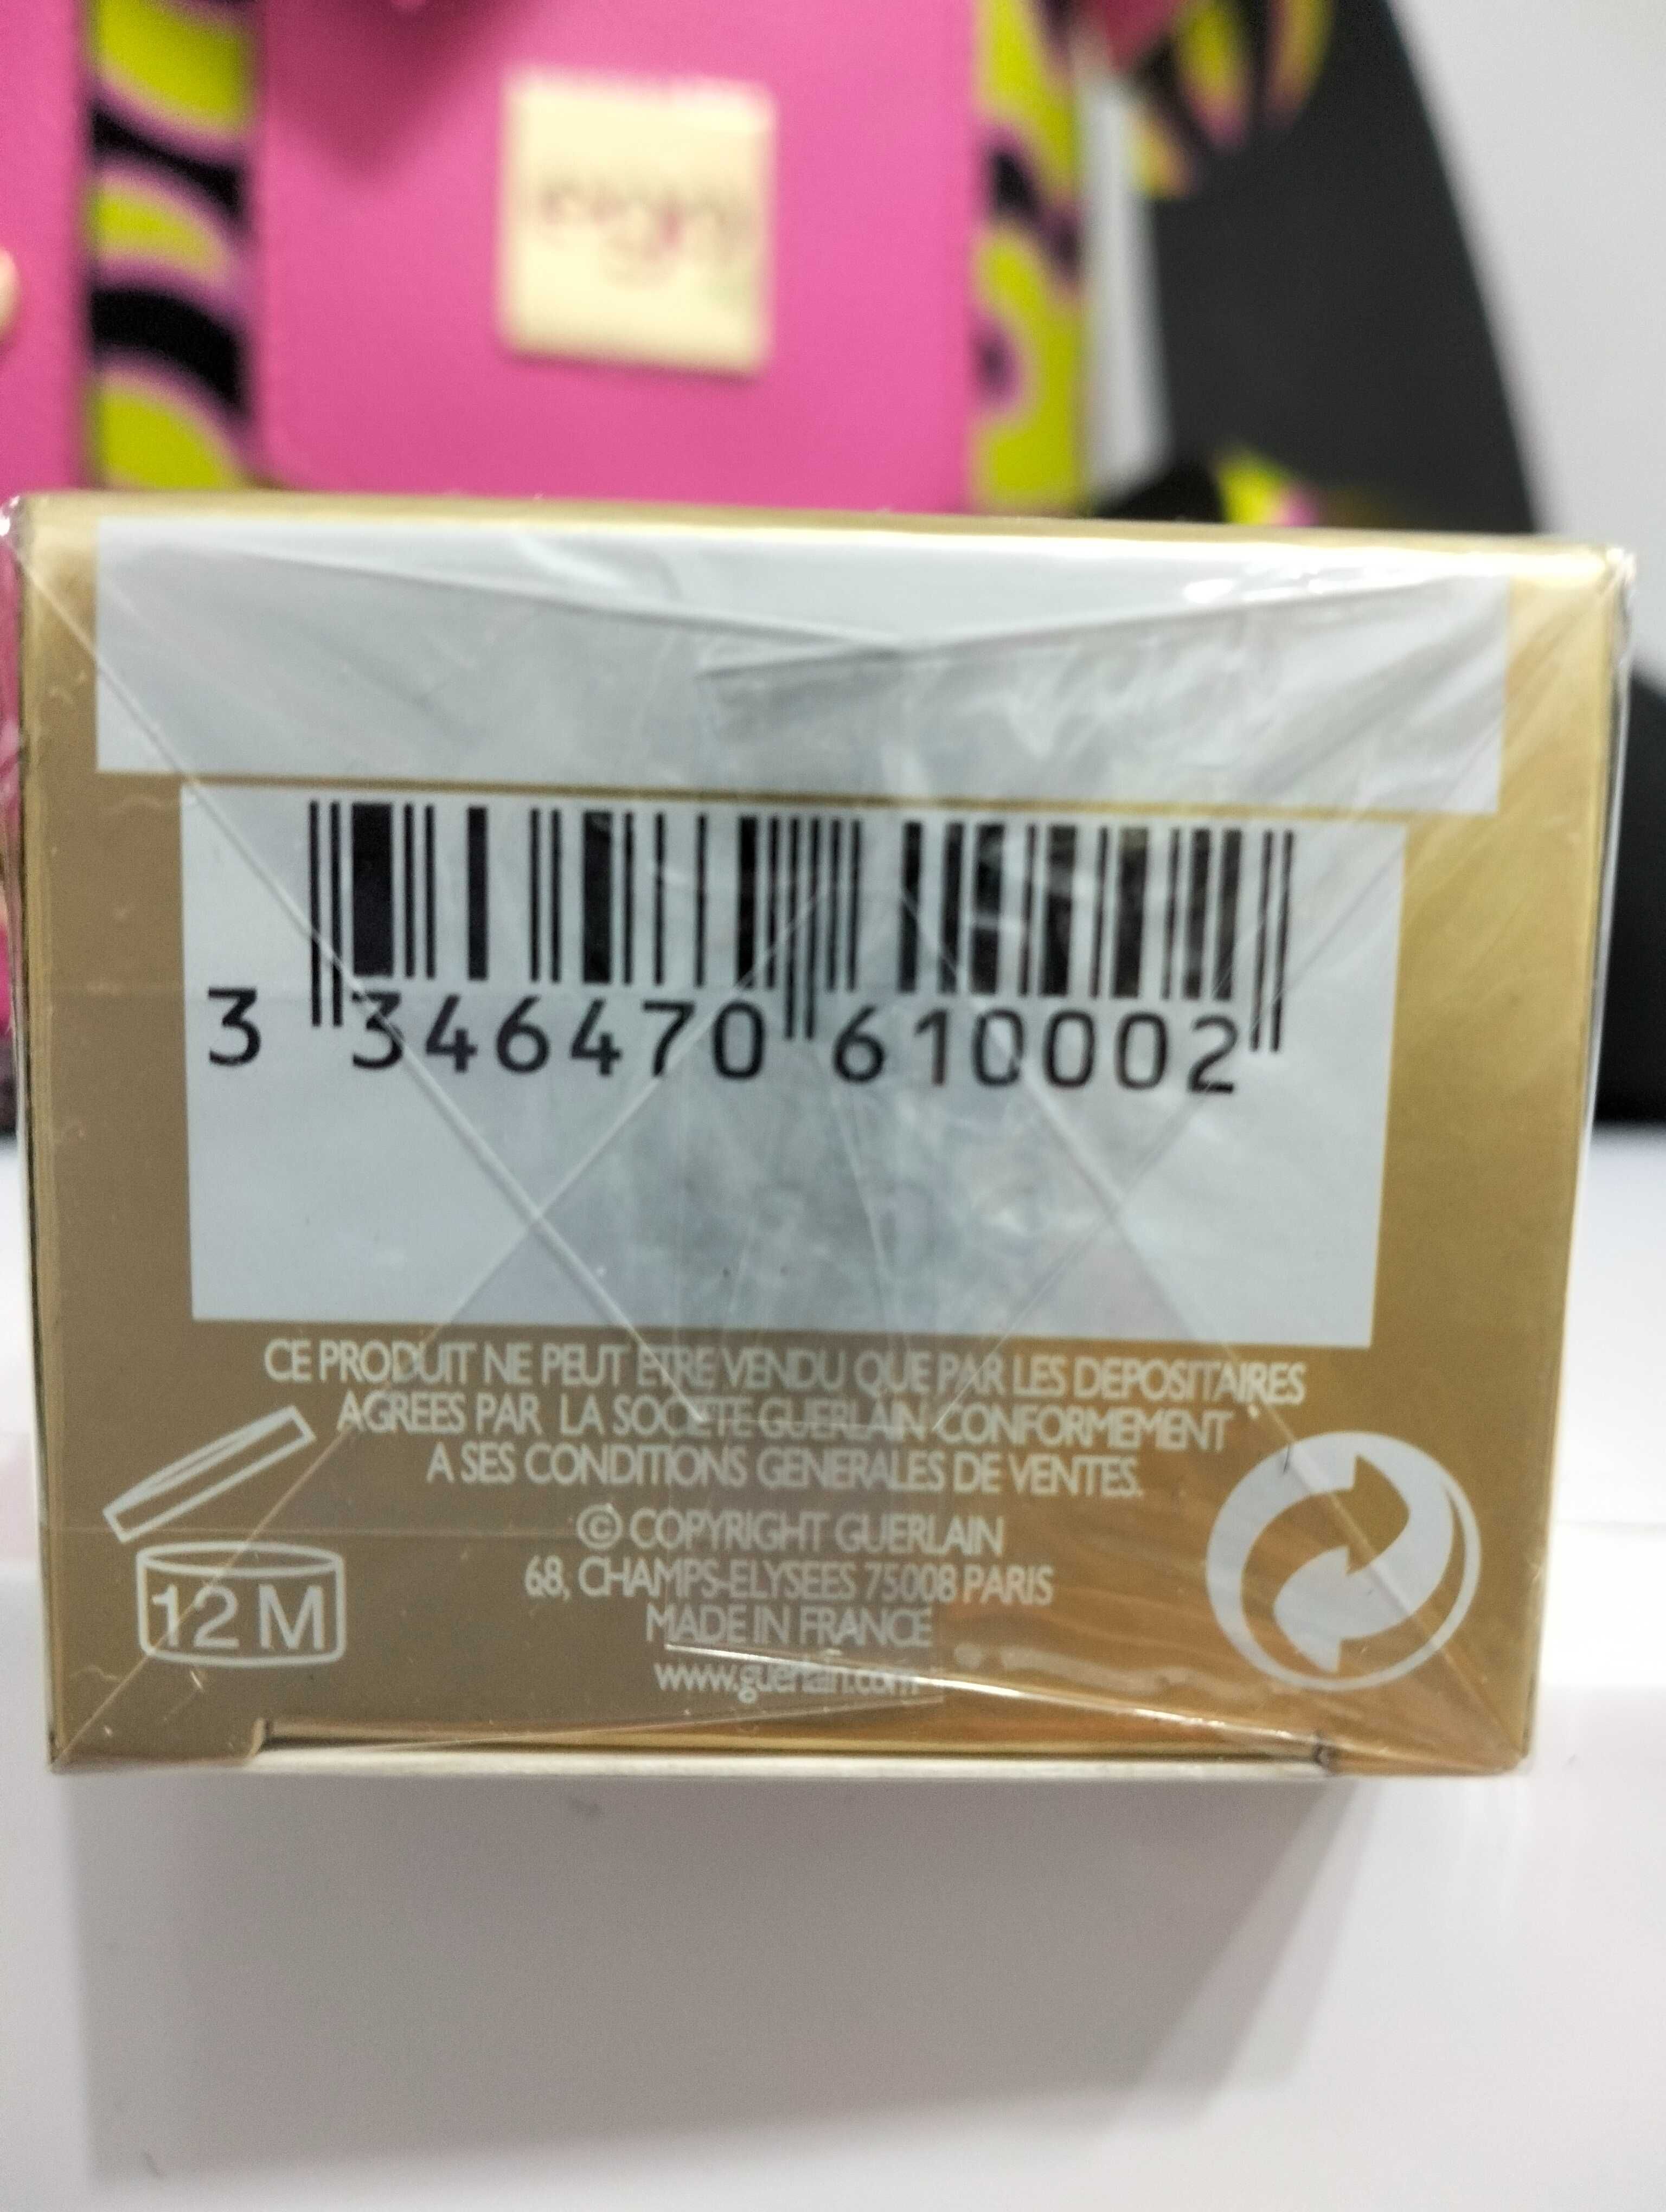 3 346470 610002
CE PRODUIT NE PEUT ETRE VENDU QUE PAR LES DEPOSITAIRES
AGREES PAR LA SOCIETE GUERLAIN CONFORMEMENT
A SES CONDITIONS GENERALES DE VENTES.
© COPYRIGHT GUERLAIN
68, CHAMPS-ELYSEES 75008 PARIS
MADE IN FRANCE
www.guerlain.com
12 M